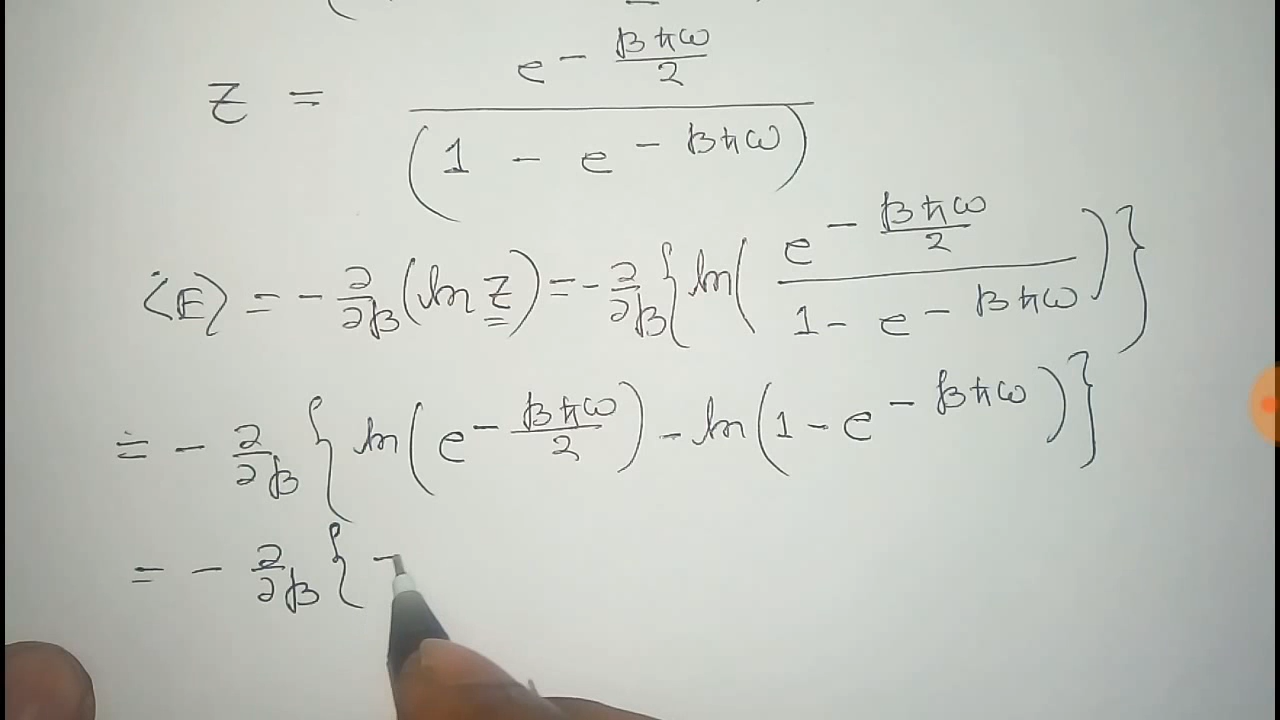 Z = e^(-βħω/2) / (1 - e^(-βħω))
⟨E⟩ = - ∂/∂β (ln Z) = - ∂/∂β { ln( e^(-βħω/2) / 1 - e^(-βħω) ) }
= - ∂/∂β { ln( e^(-βħω/2) ) - ln( 1 - e^(-βħω) ) }
= - ∂/∂β { -